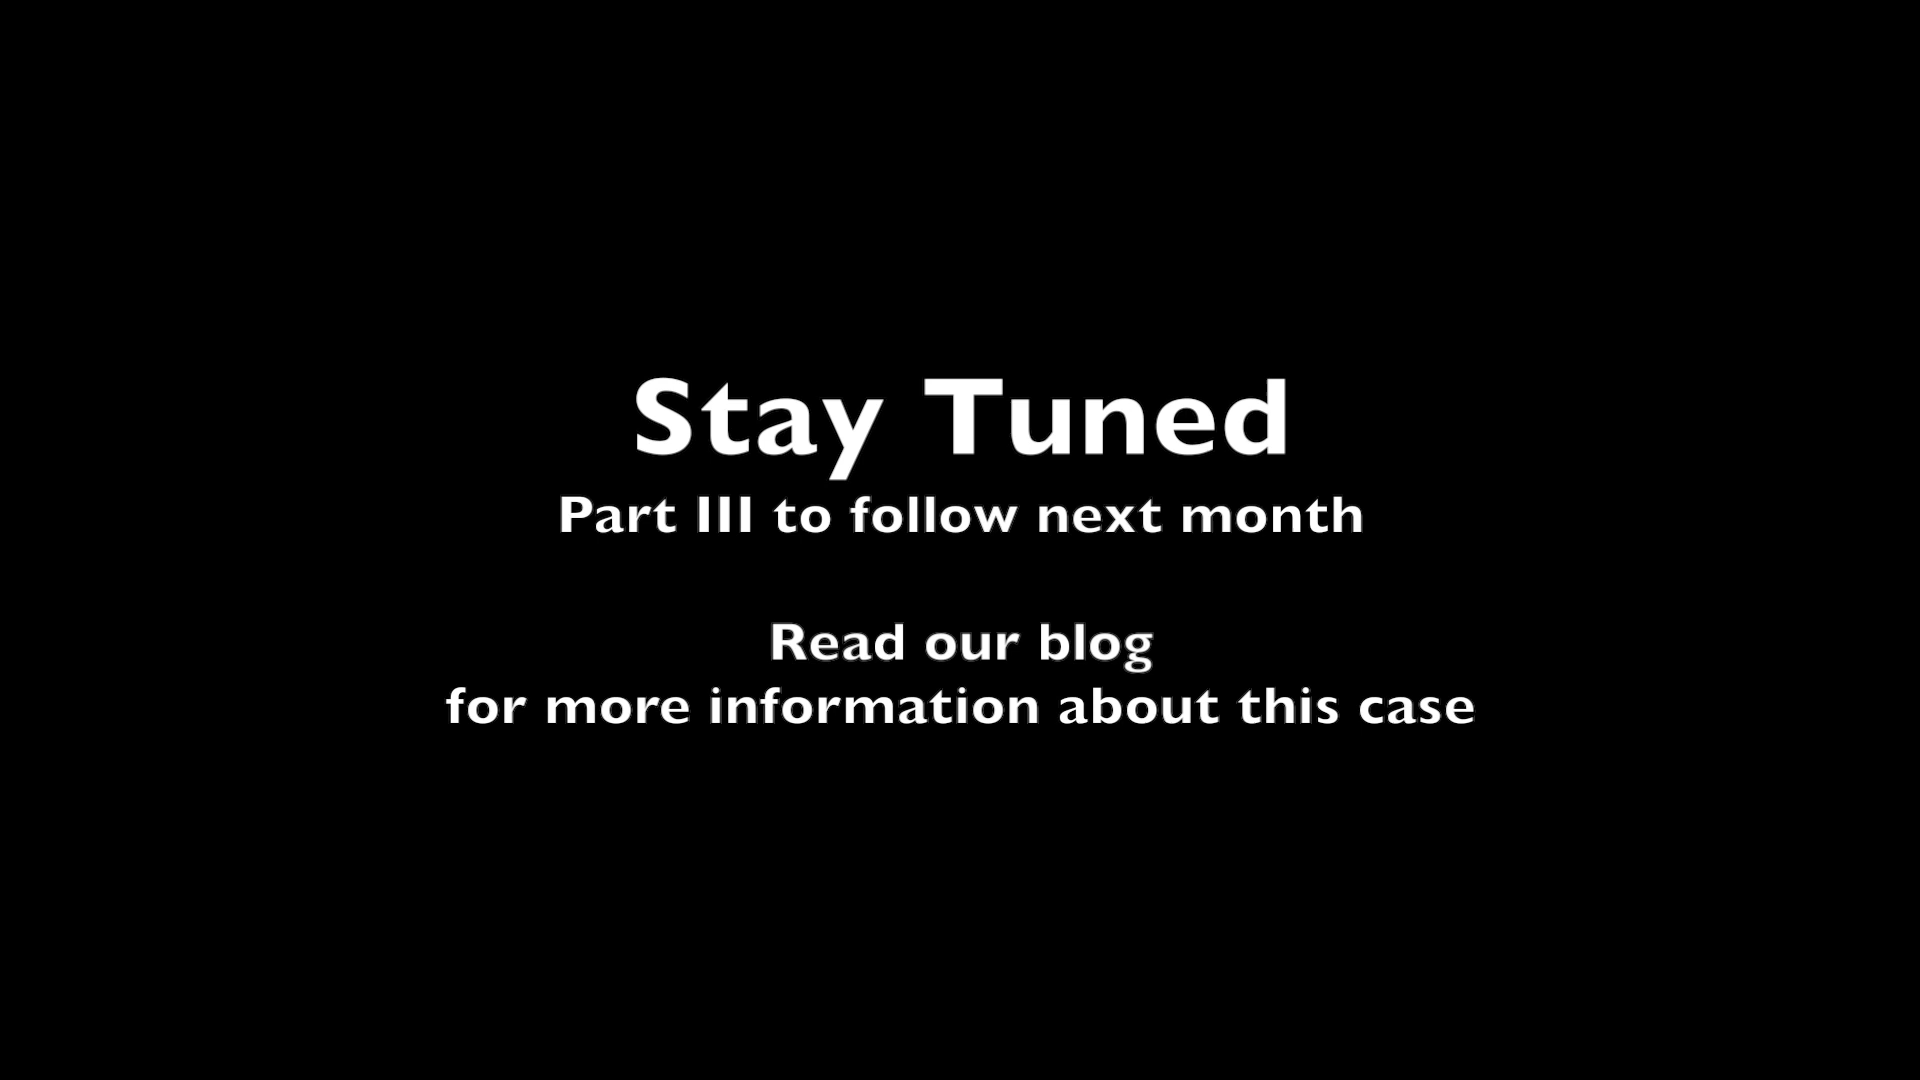 Stay Tuned
Part III to follow next month
Read our blog
for more information about this case